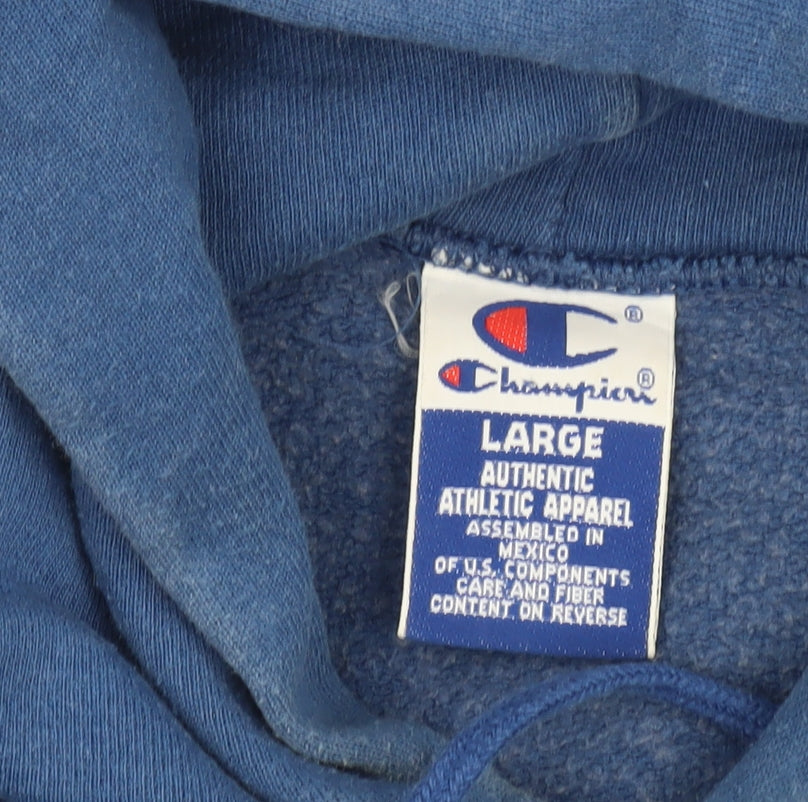 ®
Champion®
LARGE
AUTHENTIC
ATHLETIC APPAREL
ASSEMBLED IN
MEXICO
OF U.S. COMPONENTS
CARE AND FIBER
CONTENT ON REVERSE